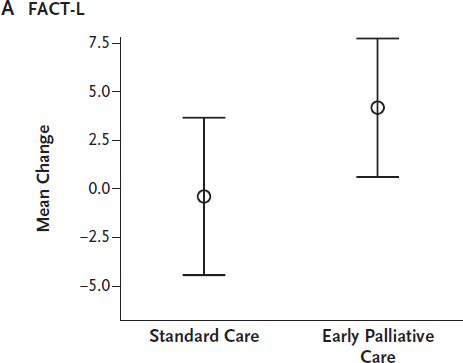 A FACT-L
7.5
5.0
2.5
0.0
−2.5
−5.0
Mean Change
Standard Care
Early Palliative
Care